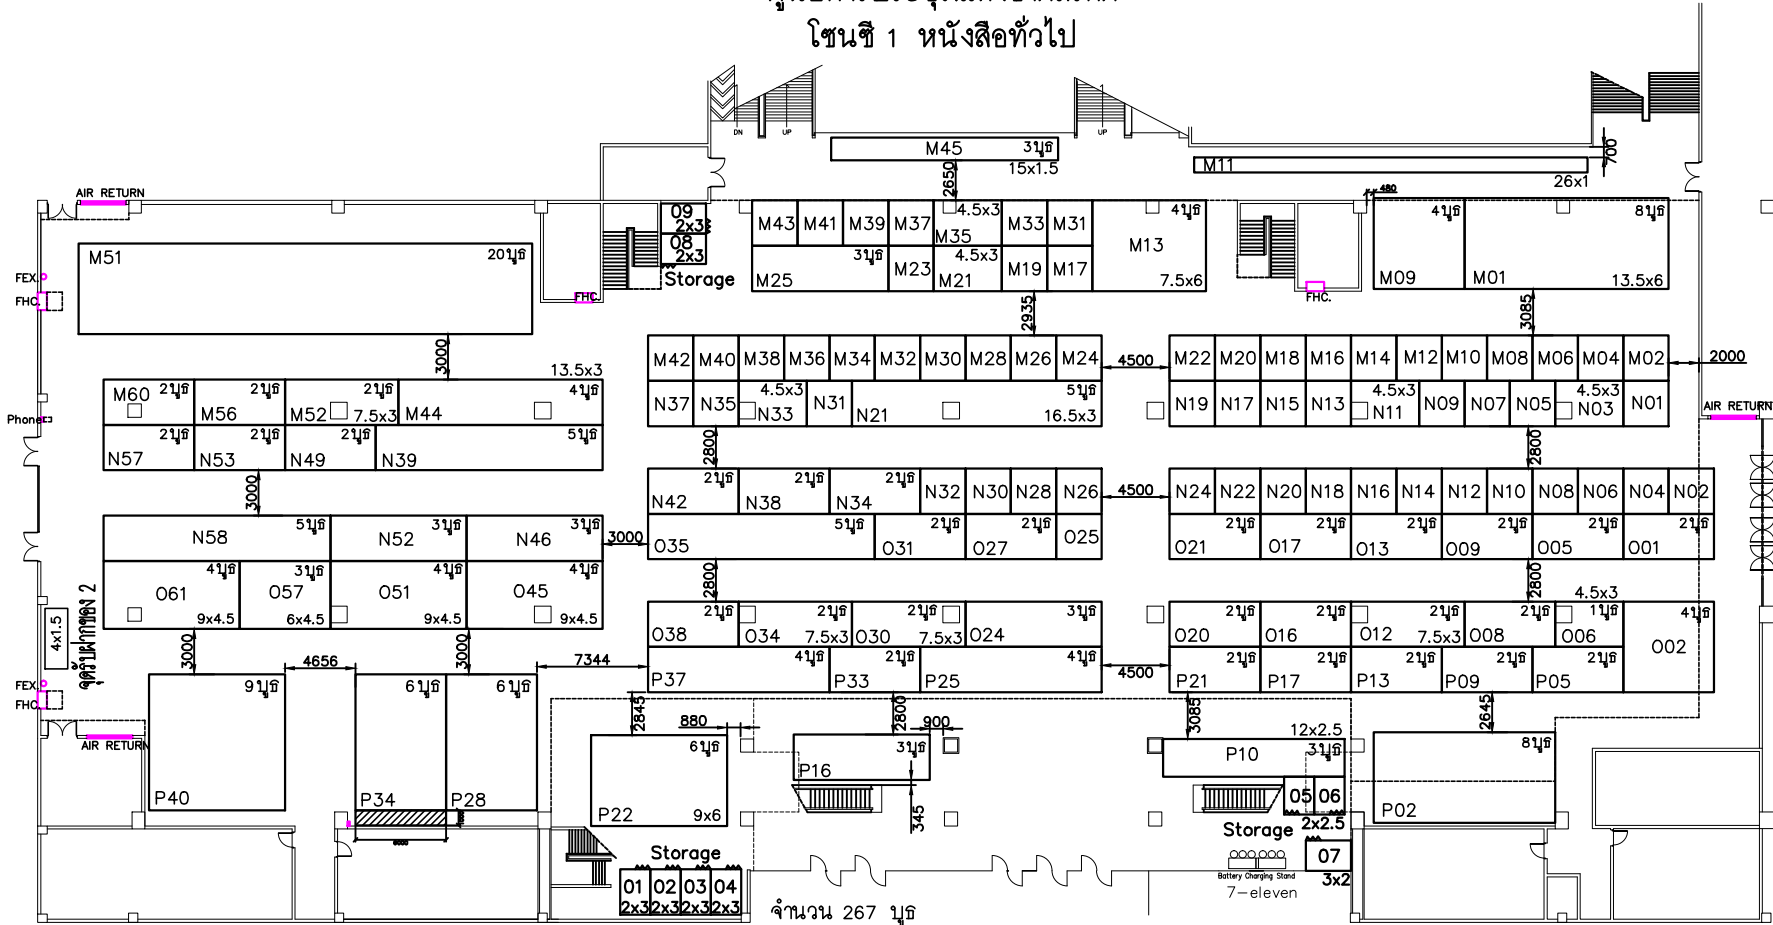 โซนซี 1 หนังสือทั่วไป
DN UP UP
M45 3บูธ
15x1.5
M11
26x1
700
2650
480
AIR RETURN
09
2x3
08
2x3
Storage
M43 M41 M39 M37 4.5x3 M35 M33 M31 M13 4บูธ 7.5x6
M25 3บูธ M23 4.5x3 M21 M19 M17
M09 4บูธ M01 8บูธ 13.5x6
M51 20บูธ
FEX.
FHC.
FHC.
FHC.
2935
3085
3000
13.5x3
M42 M40 M38 M36 M34 M32 M30 M28 M26 M24 4500 M22 M20 M18 M16 M14 M12 M10 M08 M06 M04 M02 2000
M60 2บูธ M56 2บูธ M52 2บูธ 7.5x3 M44 4บูธ
N37 N35 4.5x3 N33 N31 N21 5บูธ 16.5x3 N19 N17 N15 N13 4.5x3 N11 N09 N07 N05 4.5x3 N03 N01
AIR RETURN
Phone
N57 2บูธ N53 2บูธ N49 2บูธ N39 5บูธ
2800
2800
3000
N42 2บูธ N38 2บูธ N34 2บูธ N32 N30 N28 N26 4500 N24 N22 N20 N18 N16 N14 N12 N10 N08 N06 N04 N02
N58 5บูธ N52 3บูธ N46 3บูธ 3000
O35 5บูธ O31 2บูธ O27 2บูธ O25 O21 2บูธ O17 2บูธ O13 2บูธ O09 2บูธ O05 2บูธ O01 2บูธ
O61 4บูธ 9x4.5 O57 3บูธ 6x4.5 O51 4บูธ 9x4.5 O45 4บูธ 9x4.5
2800
2800
4.5x3
O38 2บูธ O34 2บูธ 7.5x3 O30 2บูธ 7.5x3 O24 3บูธ O20 2บูธ O16 2บูธ O12 2บูธ 7.5x3 O08 2บูธ O06 1บูธ O02 4บูธ
4x1.5
จุดรับฝากของ 2
3000
4656
3000
7344
P37 4บูธ P33 2บูธ P25 4บูธ 4500 P21 2บูธ P17 2บูธ P13 2บูธ P09 2บูธ P05 2บูธ
FEX.
FHC
AIR RETURN
P40 9บูธ P34 6บูธ P28 6บูธ
2845
880
2800
900
3085
2645
P22 6บูธ 9x6
P16 3บูธ
345
12x2.5
P10 3บูธ
05 06
2x2.5
Storage
P02 8บูธ
Storage
01 02 03 04
2x3 2x3 2x3 2x3
07
3x2
Battery Charging Stand
7-eleven
จำนวน 267 บูธ